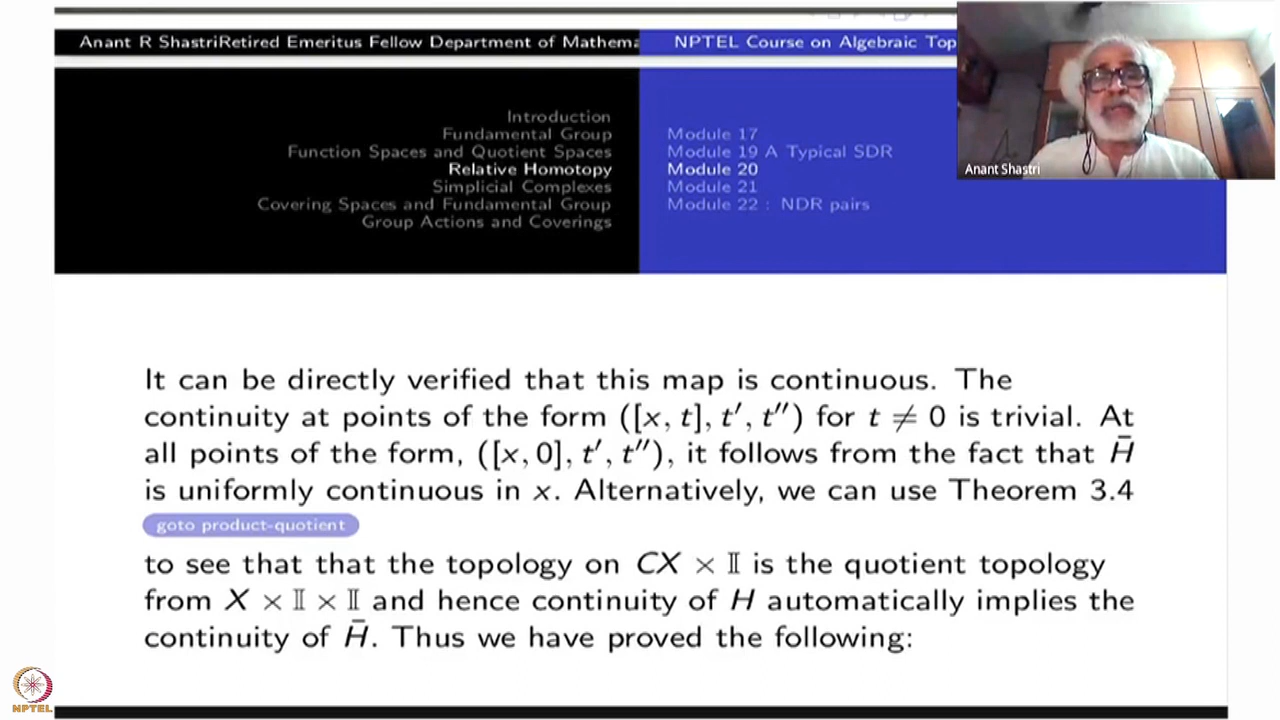 Anant R ShastriRetired Emeritus Fellow Department of Mathema
NPTEL Course on Algebraic Top
Introduction
Fundamental Group
Function Spaces and Quotient Spaces
Relative Homotopy
Simplicial Complexes
Covering Spaces and Fundamental Group
Group Actions and Coverings
Module 17
Module 19 A Typical SDR
Module 20
Module 21
Module 22 : NDR pairs
Anant Shastri
It can be directly verified that this map is continuous. The
continuity at points of the form ([x, t], t′, t″) for t ≠ 0 is trivial. At
all points of the form, ([x, 0], t′, t″), it follows from the fact that H̄
is uniformly continuous in x. Alternatively, we can use Theorem 3.4
goto product-quotient
to see that that the topology on CX × 𝕀 is the quotient topology
from X × 𝕀 × 𝕀 and hence continuity of H automatically implies the
continuity of H̄. Thus we have proved the following:
NPTEL